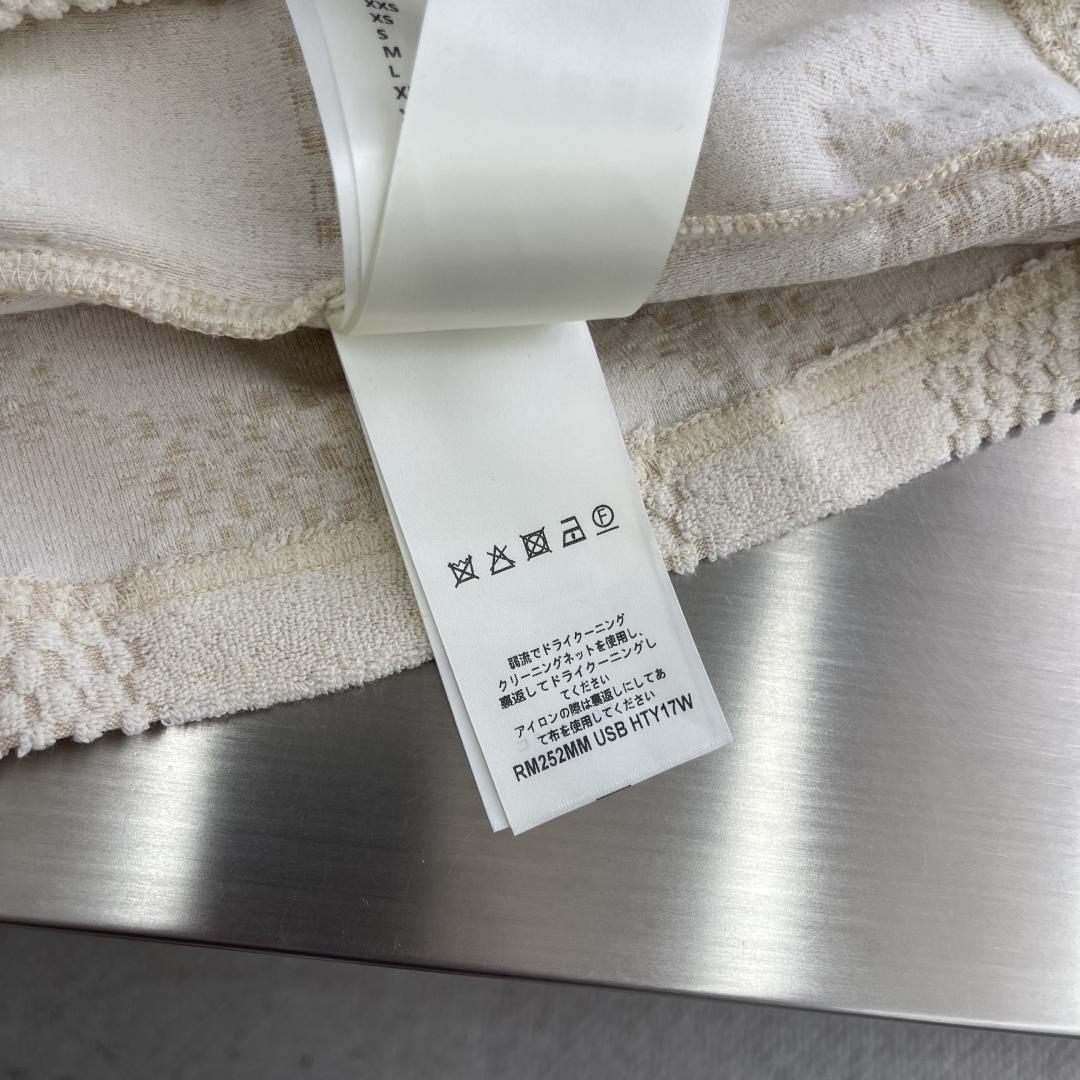 XXS
XS
S
M
L
X
F
弱流でドライクーニング
クリーニングネットを使用し、
裏返してドライクーニングし
てください
アイロンの際は裏返しにしてあ
て布を使用してください
RM252MM USB HTY17W